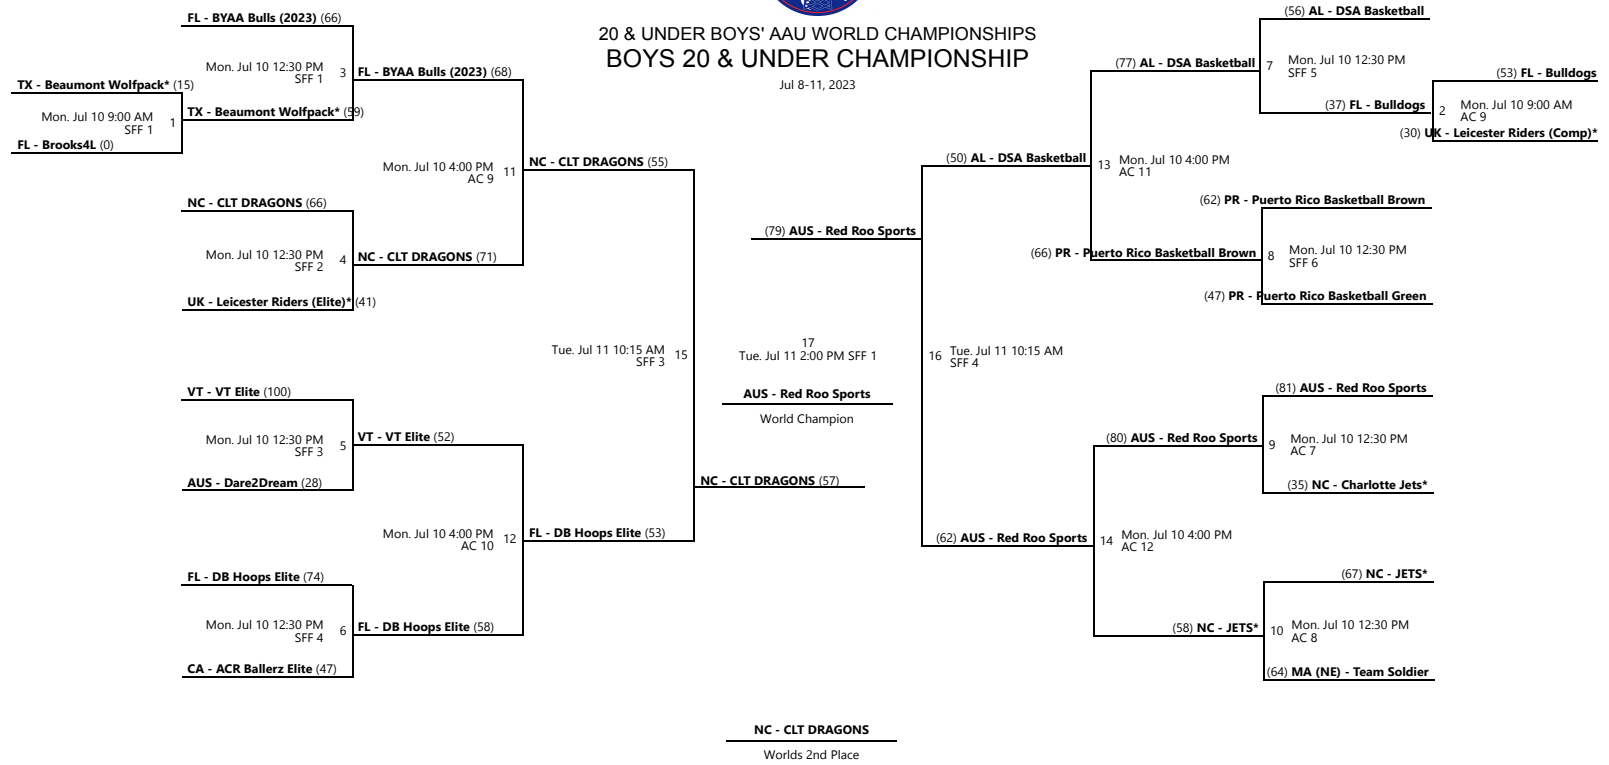 20 & UNDER BOYS' AAU WORLD CHAMPIONSHIPS
BOYS 20 & UNDER CHAMPIONSHIP
Jul 8-11, 2023
TX - Beaumont Wolfpack* (15)
Mon. Jul 10 9:00 AM
SFF 1
1
FL - Brooks4L (0)
FL - BYAA Bulls (2023) (66)
Mon. Jul 10 12:30 PM
SFF 1
3
TX - Beaumont Wolfpack* (59)
NC - CLT DRAGONS (66)
Mon. Jul 10 12:30 PM
SFF 2
4
UK - Leicester Riders (Elite)* (41)
VT - VT Elite (100)
Mon. Jul 10 12:30 PM
SFF 3
5
AUS - Dare2Dream (28)
FL - DB Hoops Elite (74)
Mon. Jul 10 12:30 PM
SFF 4
6
CA - ACR Ballerz Elite (47)
FL - BYAA Bulls (2023) (68)
Mon. Jul 10 4:00 PM
AC 9
11
NC - CLT DRAGONS (71)
VT - VT Elite (52)
Mon. Jul 10 4:00 PM
AC 10
12
FL - DB Hoops Elite (58)
NC - CLT DRAGONS (55)
Tue. Jul 11 10:15 AM
SFF 3
15
FL - DB Hoops Elite (53)
(79) AUS - Red Roo Sports
17
Tue. Jul 11 2:00 PM SFF 1
AUS - Red Roo Sports
World Champion
NC - CLT DRAGONS (57)
(50) AL - DSA Basketball
16
Tue. Jul 11 10:15 AM
SFF 4
(62) AUS - Red Roo Sports
(77) AL - DSA Basketball
13
Mon. Jul 10 4:00 PM
AC 11
(66) PR - Puerto Rico Basketball Brown
(80) AUS - Red Roo Sports
14
Mon. Jul 10 4:00 PM
AC 12
(58) NC - JETS*
(56) AL - DSA Basketball
7
Mon. Jul 10 12:30 PM
SFF 5
(37) FL - Bulldogs
(62) PR - Puerto Rico Basketball Brown
8
Mon. Jul 10 12:30 PM
SFF 6
(47) PR - Puerto Rico Basketball Green
(81) AUS - Red Roo Sports
9
Mon. Jul 10 12:30 PM
AC 7
(35) NC - Charlotte Jets*
(67) NC - JETS*
10
Mon. Jul 10 12:30 PM
AC 8
(64) MA (NE) - Team Soldier
(53) FL - Bulldogs
2
Mon. Jul 10 9:00 AM
AC 9
(30) UK - Leicester Riders (Comp)*
NC - CLT DRAGONS
Worlds 2nd Place